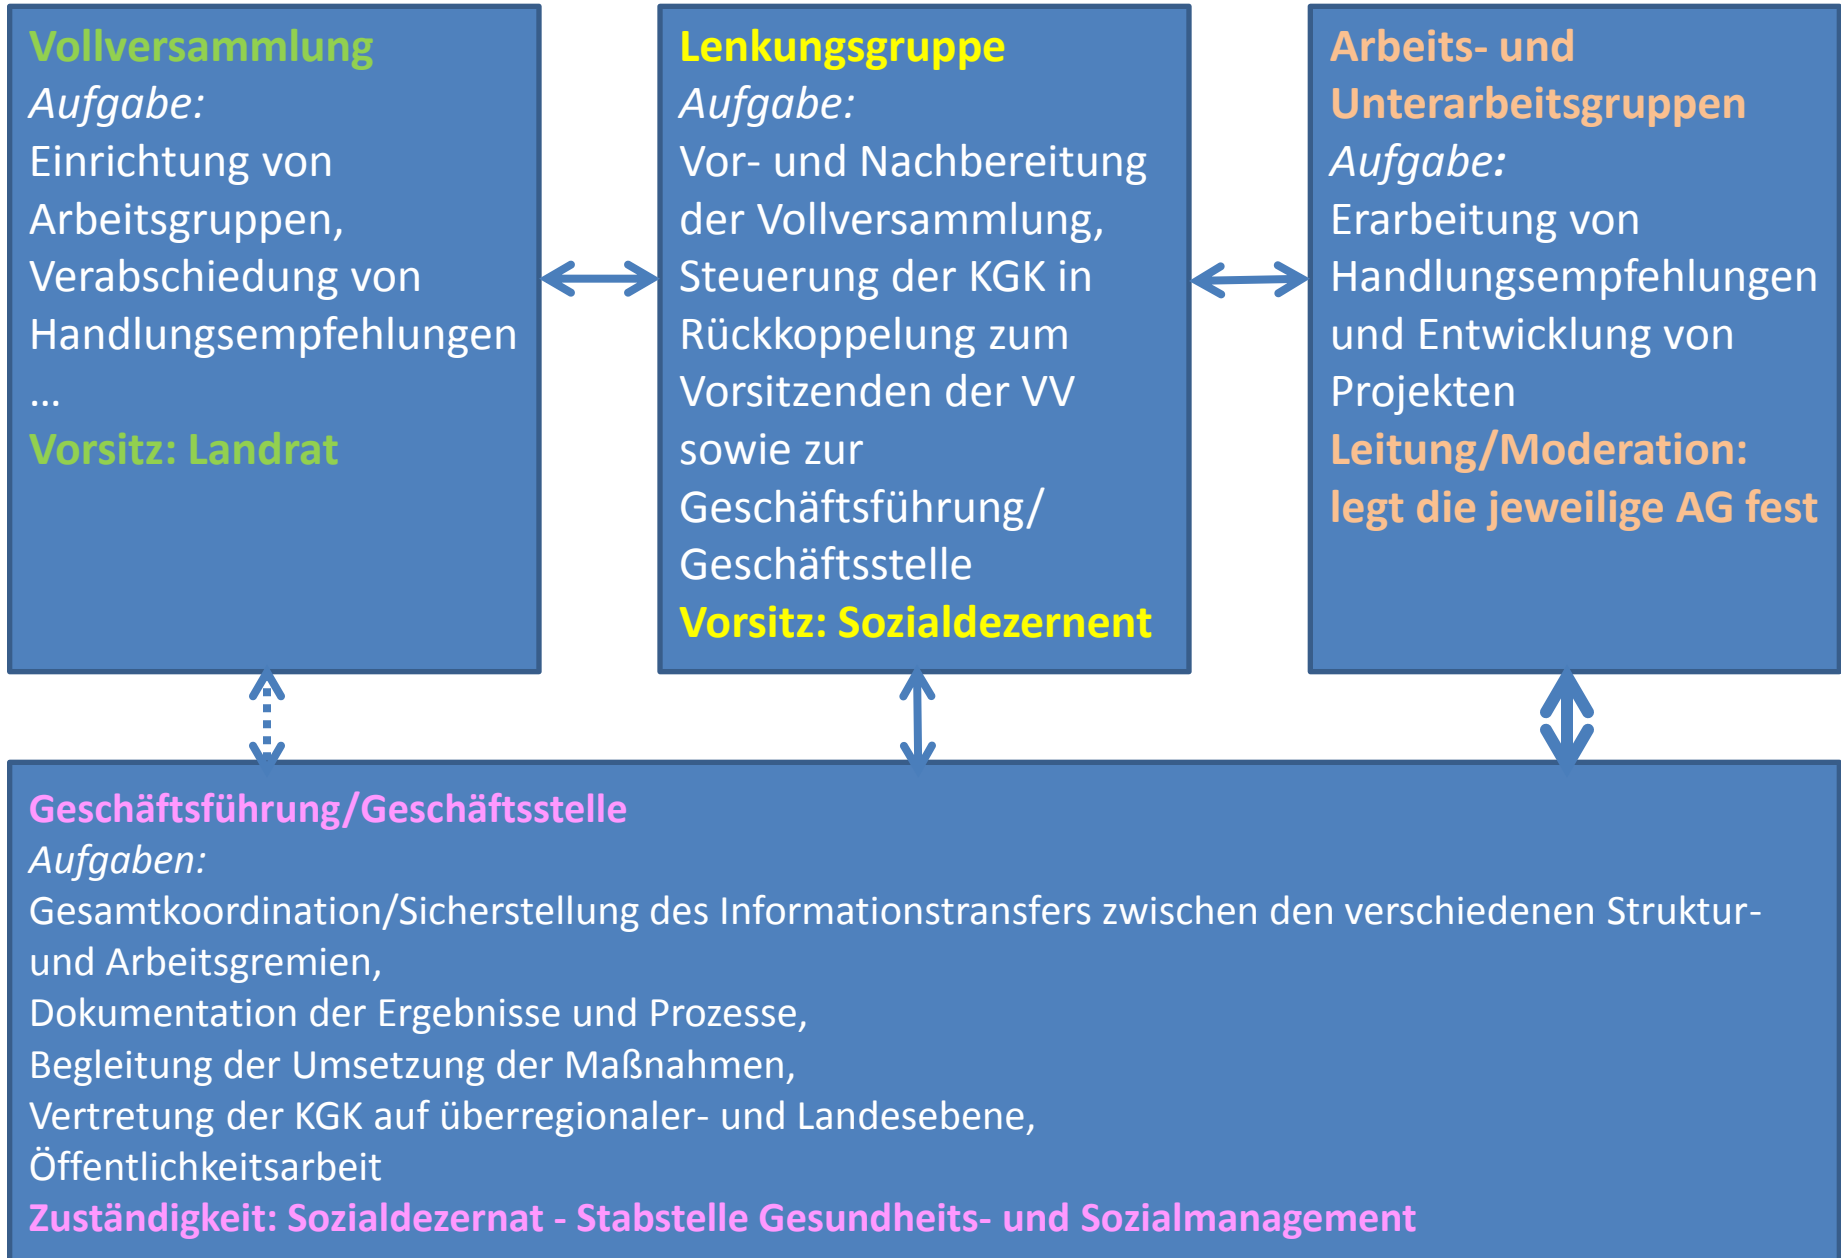 Vollversammlung
Aufgabe:
Einrichtung von
Arbeitsgruppen,
Verabschiedung von
Handlungsempfehlungen
...
Vorsitz: Landrat
Lenkungsgruppe
Aufgabe:
Vor- und Nachbereitung
der Vollversammlung,
Steuerung der KGK in
Rückkoppelung zum
Vorsitzenden der VV
sowie zur
Geschäftsführung/
Geschäftsstelle
Vorsitz: Sozialdezernent
Arbeits- und
Unterarbeitsgruppen
Aufgabe:
Erarbeitung von
Handlungsempfehlungen
und Entwicklung von
Projekten
Leitung/Moderation:
legt die jeweilige AG fest
Geschäftsführung/Geschäftsstelle
Aufgaben:
Gesamtkoordination/Sicherstellung des Informationstransfers zwischen den verschiedenen Struktur-
und Arbeitsgremien,
Dokumentation der Ergebnisse und Prozesse,
Begleitung der Umsetzung der Maßnahmen,
Vertretung der KGK auf überregionaler- und Landesebene,
Öffentlichkeitsarbeit
Zuständigkeit: Sozialdezernat - Stabstelle Gesundheits- und Sozialmanagement